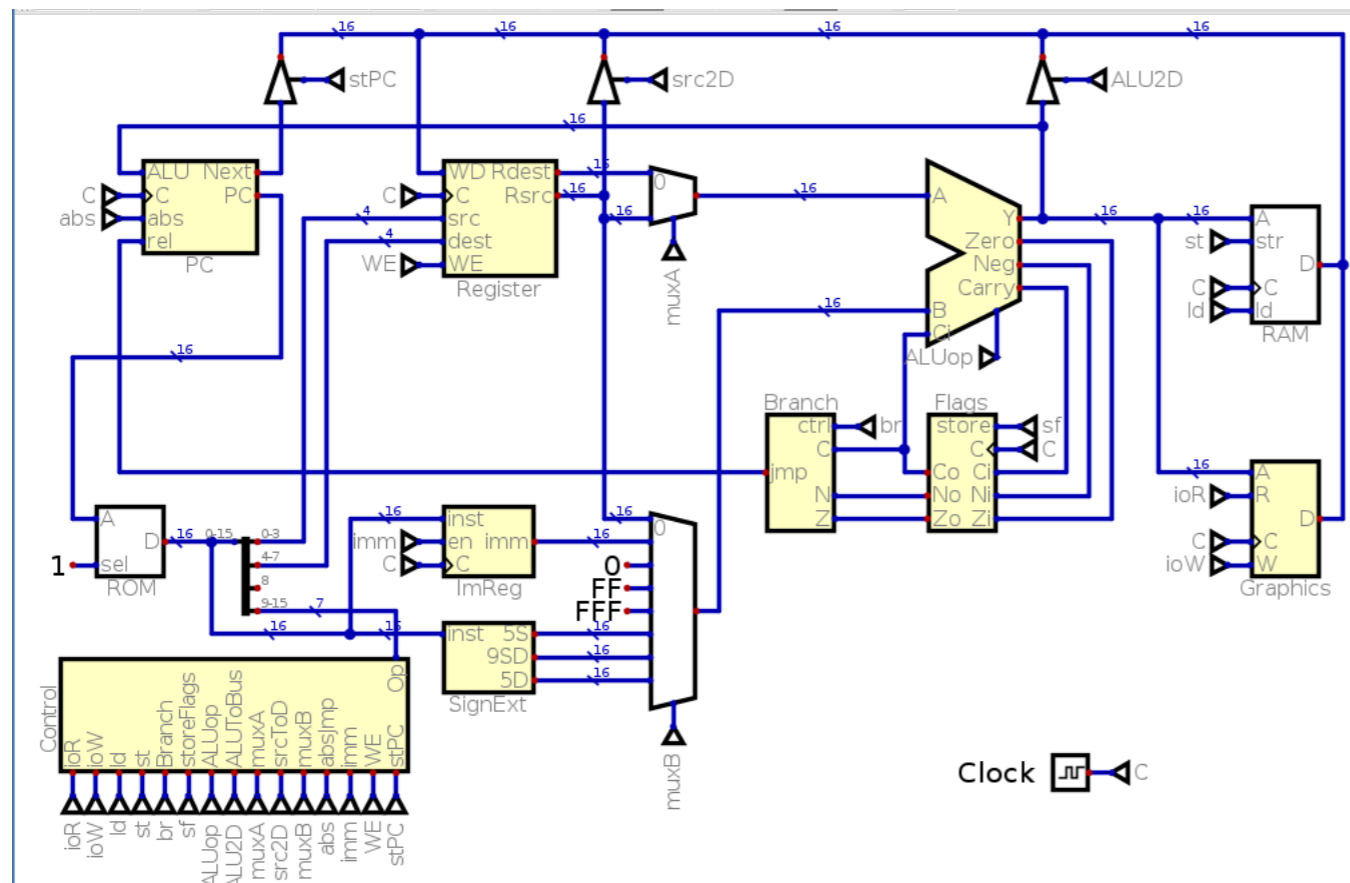 16 16 16 16
stPC src2D ALU2D
16
ALU Next
C C PC
abs abs
rel
PC
WD Rdest 16
C C Rsrc 16
4 src
4 dest
WE WE
Register
0
16
muxA
16
A
Y 16 16
Zero
Neg
Carry
16 B
Ci
ALUop
A
st str
D
C C
ld ld
RAM
16
Branch
ctrl br
C
jmp
N
Z
Flags
store sf
C C
Co Ci
No Ni
Zo Zi
16 A
ioR R
D
C C
ioW W
Graphics
A
D 16
1 sel
ROM
0-15 0-3
4-7
8
9-15 7
16 16
16 inst
imm en imm 16
C C
ImReg
inst 5S 16
9SD 16
5D 16
SignExt
16 0
0
FF
FFF
muxB
Control
Op
ioR ioW ld st Branch storeFlags ALUop ALUToBus muxA srcToD muxB absJmp imm WE stPC
ioR ioW ld st br sf ALUop ALU2D muxA src2D muxB abs imm WE stPC
Clock C